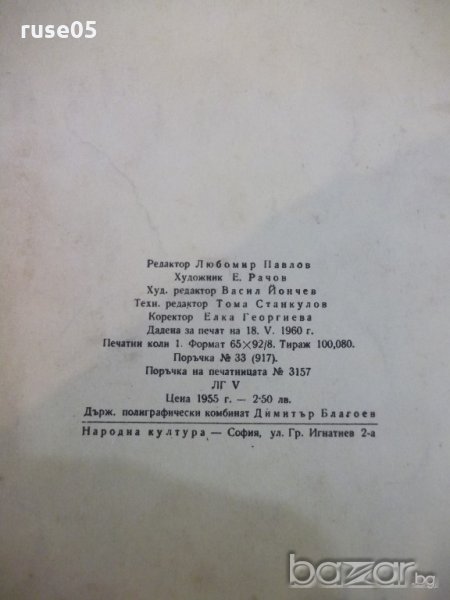 ruse05
Редактор Любомир Павлов
Художник Е. Рачов
Худ. редактор Васил Йончев
Техн. редактор Тома Станкулов
Коректор Елка Георгиева
Дадена за печат на 18. V. 1960 г.
Печатни коли 1. Формат 65×92/8. Тираж 100,080.
Поръчка № 33 (917).
Поръчка на печатницата № 3157
ЛГ V
Цена 1955 г. — 2·50 лв.
Държ. полиграфически комбинат Димитър Благоев
Народна култура — София, ул. Гр. Игнатиев 2-а
bazar.bg